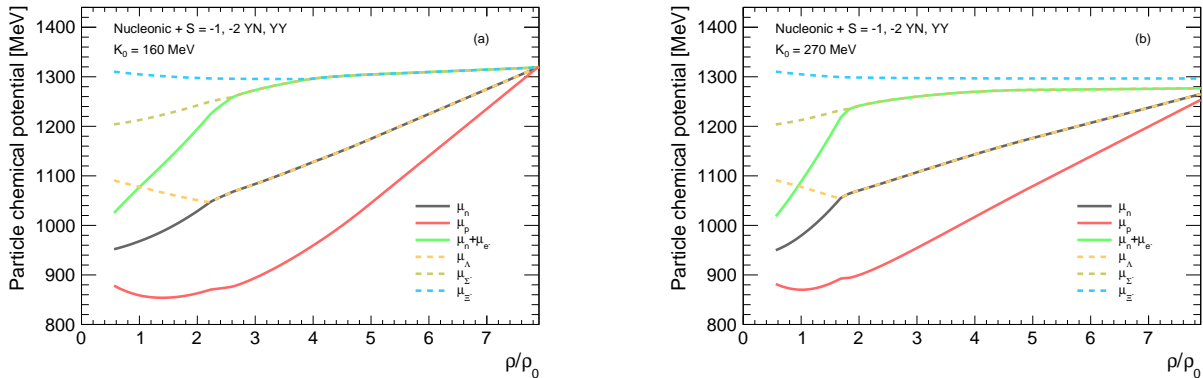 Particle chemical potential [MeV]
1400
1300
1200
1100
1000
900
800
Nucleonic + S = -1, -2 YN, YY
K0 = 160 MeV
(a)
μn
μp
μn+μe-
μΛ
μΣ-
μΞ-
0 1 2 3 4 5 6 7
ρ/ρ0
Particle chemical potential [MeV]
1400
1300
1200
1100
1000
900
800
Nucleonic + S = -1, -2 YN, YY
K0 = 270 MeV
(b)
μn
μp
μn+μe-
μΛ
μΣ-
μΞ-
0 1 2 3 4 5 6 7
ρ/ρ0